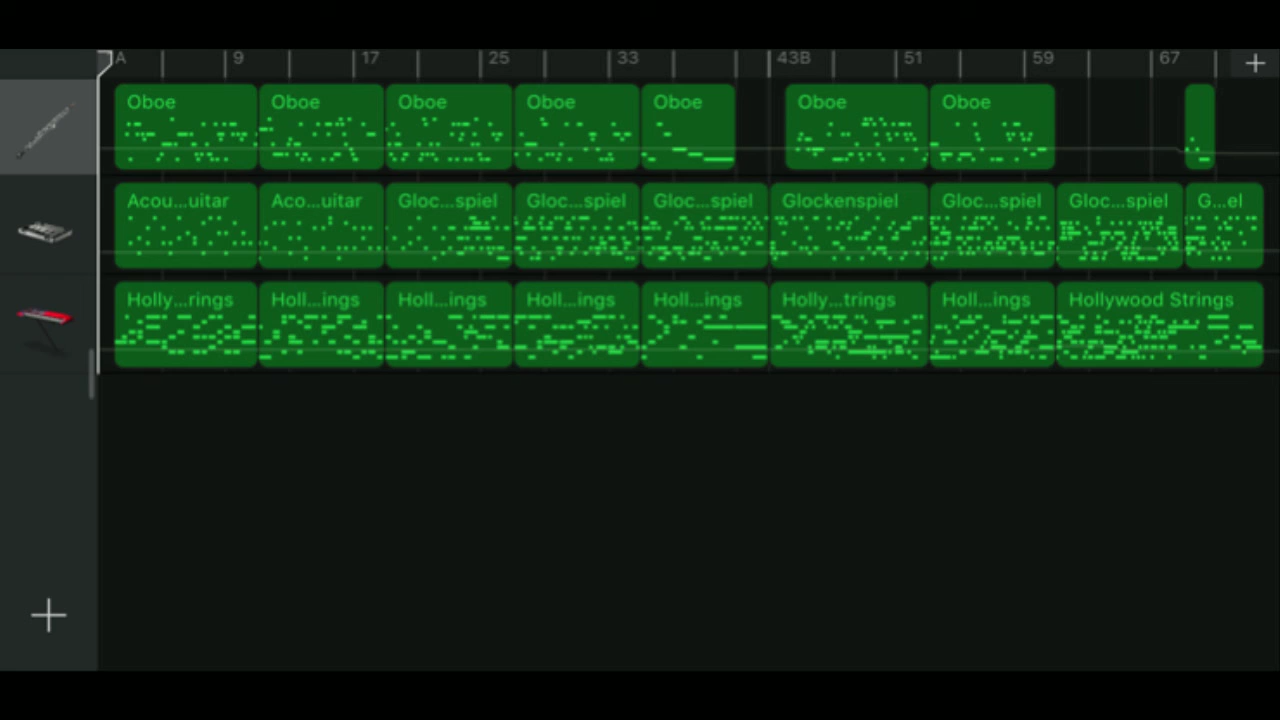 A 9 17 25 33 43B 51 59 67
Oboe Oboe Oboe Oboe Oboe Oboe Oboe
Acou...uitar Aco...uitar Gloc...spiel Gloc...spiel Gloc...spiel Glockenspiel Gloc...spiel Gloc...spiel G...el
Holly...rings Holl...ings Holl...ings Holl...ings Holl...ings Holly...trings Holl...ings Hollywood Strings